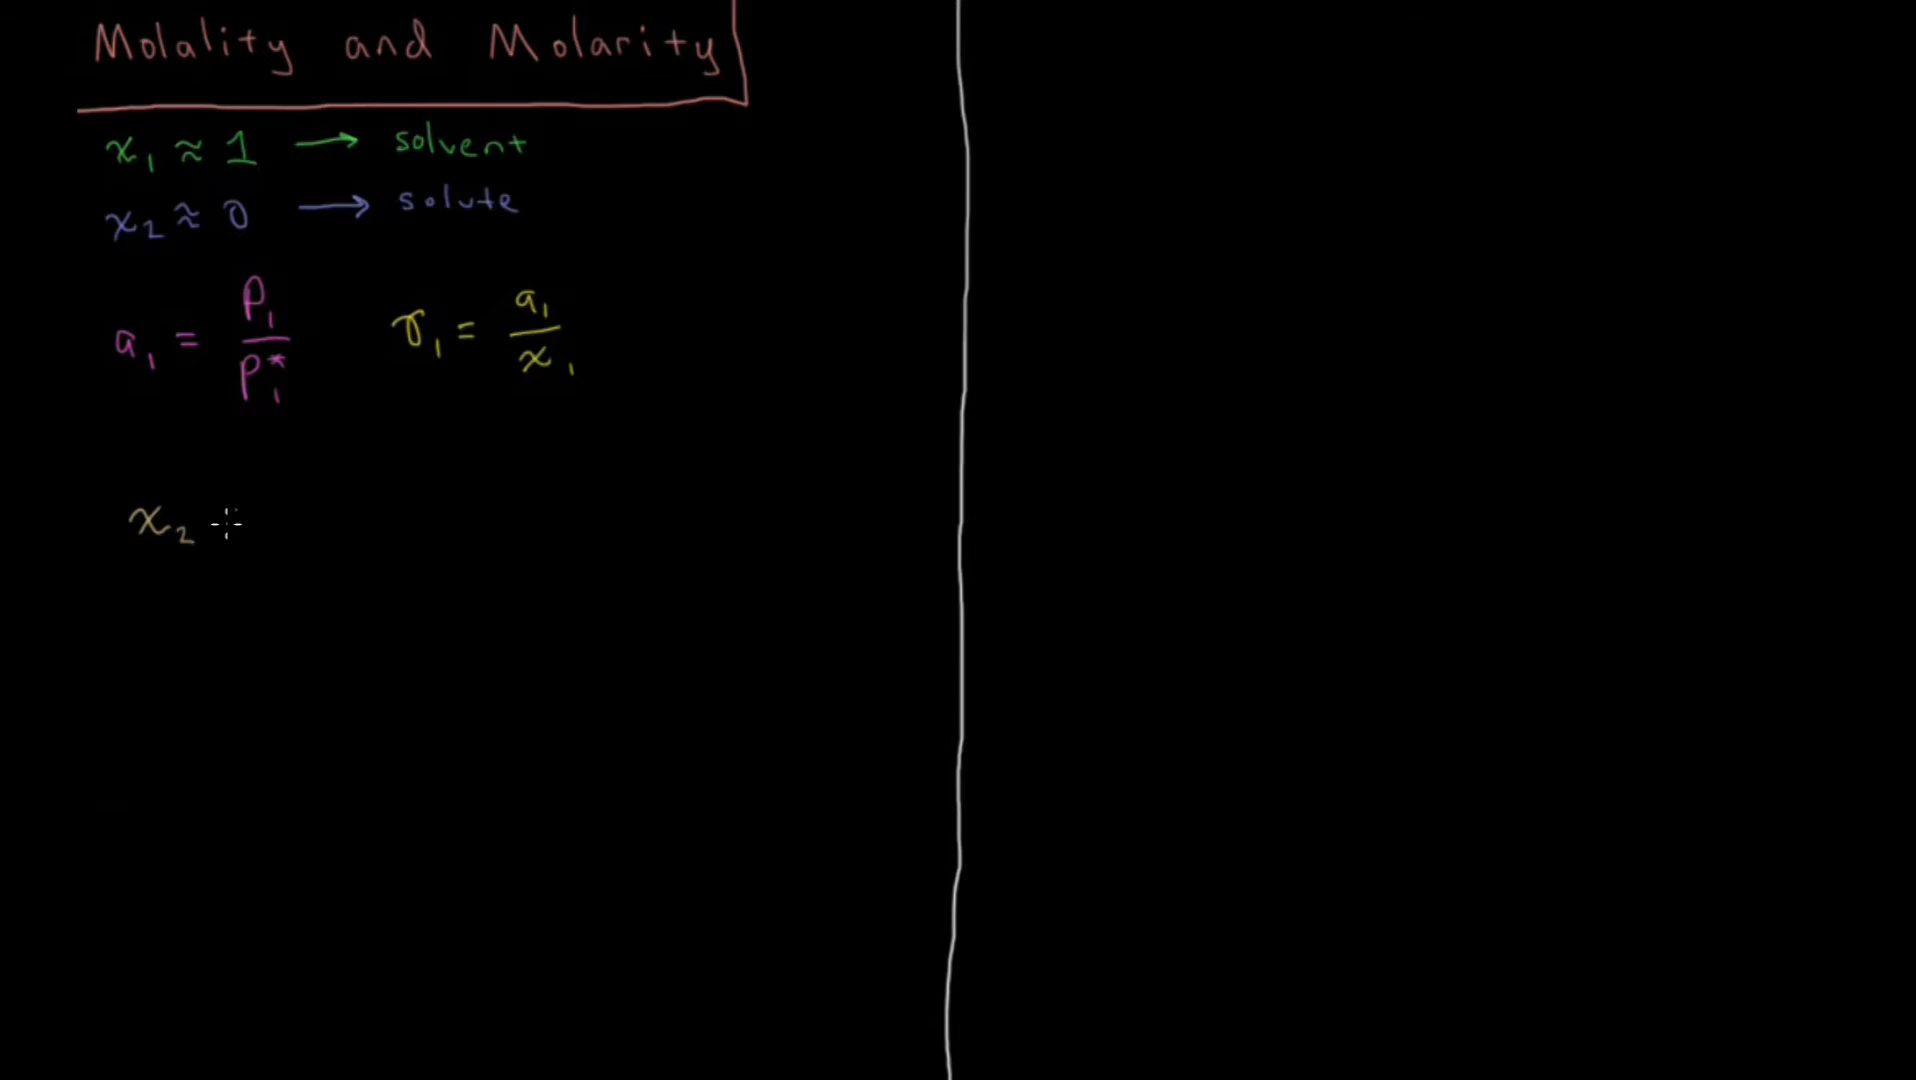 Molality and Molarity
x₁ ≈ 1 → solvent
x₂ ≈ 0 → solute
a₁ = P₁/P₁* γ₁ = a₁/x₁
x₂